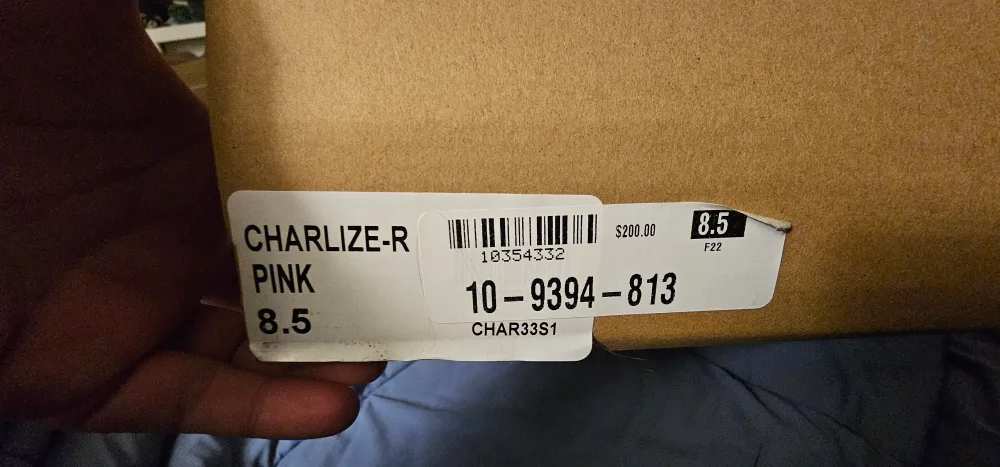 CHARLIZE-R
PINK
8.5
10354332
$200.00
8.5
F22
10-9394-813
CHAR33S1